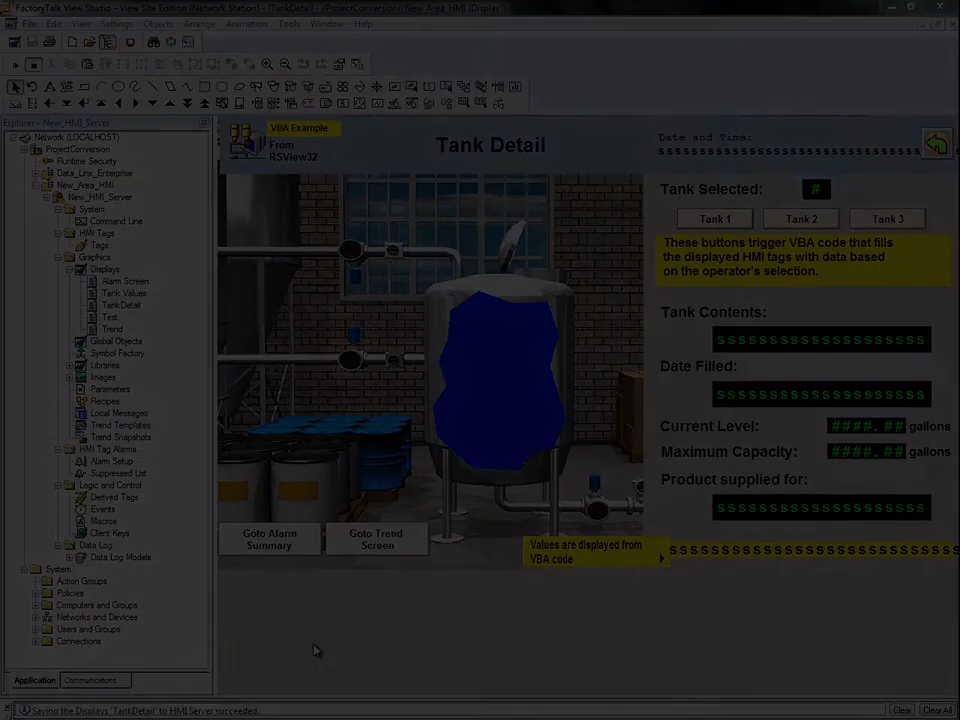 FactoryTalk View Studio - View Site Edition (Network Station) - [TankDetail - /ProjectConversion//New_Area_HMI (Display)]
File Edit View Settings Objects Arrange Animation Tools Window Help
Explorer - New_HMI_Server
Network (LOCALHOST)
ProjectConversion
Runtime Security
Data_Linx_Enterprise
New_Area_HMI
New_HMI_Server
System
Command Line
HMI Tags
Tags
Graphics
Displays
Alarm Screen
Tank Values
TankDetail
Test
Trend
Global Objects
Symbol Factory
Libraries
Images
Parameters
Recipes
Local Messages
Trend Templates
Trend Snapshots
HMI Tag Alarms
Alarm Setup
Suppressed List
Logic and Control
Derived Tags
Events
Macros
Client Keys
Data Log
Data Log Models
System
Action Groups
Policies
Computers and Groups
Networks and Devices
Users and Groups
Connections
Application Communications
VBA Example
From
RSView32
Tank Detail
Date and Time:
Tank Selected: #
Tank 1 Tank 2 Tank 3
These buttons trigger VBA code that fills
the displayed HMI tags with data based
on the operator's selection.
Tank Contents:
SSSSSSSSSSSSSSSSSSSS
Date Filled:
SSSSSSSSSSSSSSSSSSSS
Current Level: ####.## gallons
Maximum Capacity: ####.## gallons
Product supplied for:
SSSSSSSSSSSSSSSSSSSS
Goto Alarm
Summary
Goto Trend
Screen
Values are displayed from
VBA code
Saving the Displays 'TankDetail' to HMI Server succeeded.
Clear Clear All